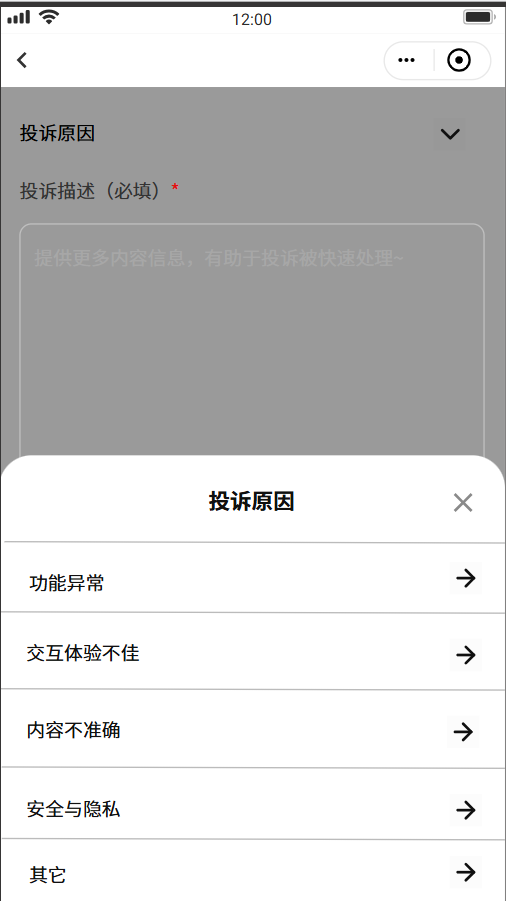 12:00
投诉原因
投诉描述（必填）*
提供更多内容信息，有助于投诉被快速处理~
投诉原因
功能异常
交互体验不佳
内容不准确
安全与隐私
其它